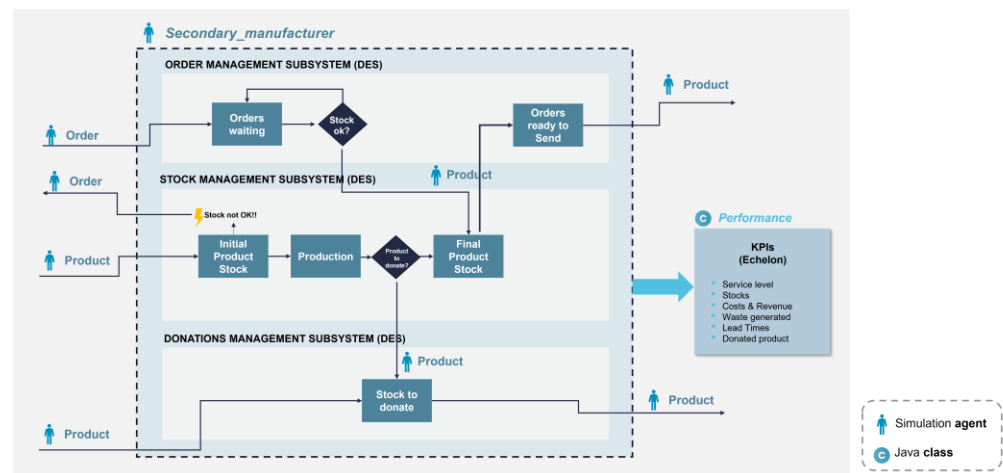 Secondary_manufacturer
ORDER MANAGEMENT SUBSYSTEM (DES)
Product
Orders
waiting
Stock
ok?
Orders
ready to
Send
Order
Product
STOCK MANAGEMENT SUBSYSTEM (DES)
Order
Stock not OK!!
C Performance
Product
Initial
Product
Stock
Production
Product
to
donate?
Final
Product
Stock
KPIs
(Echelon)
Service level
Stocks
Costs & Revenue
Waste generated
Lead Times
Donated product
DONATIONS MANAGEMENT SUBSYSTEM (DES)
Product
Stock to
donate
Product
Product
Simulation agent
C Java class